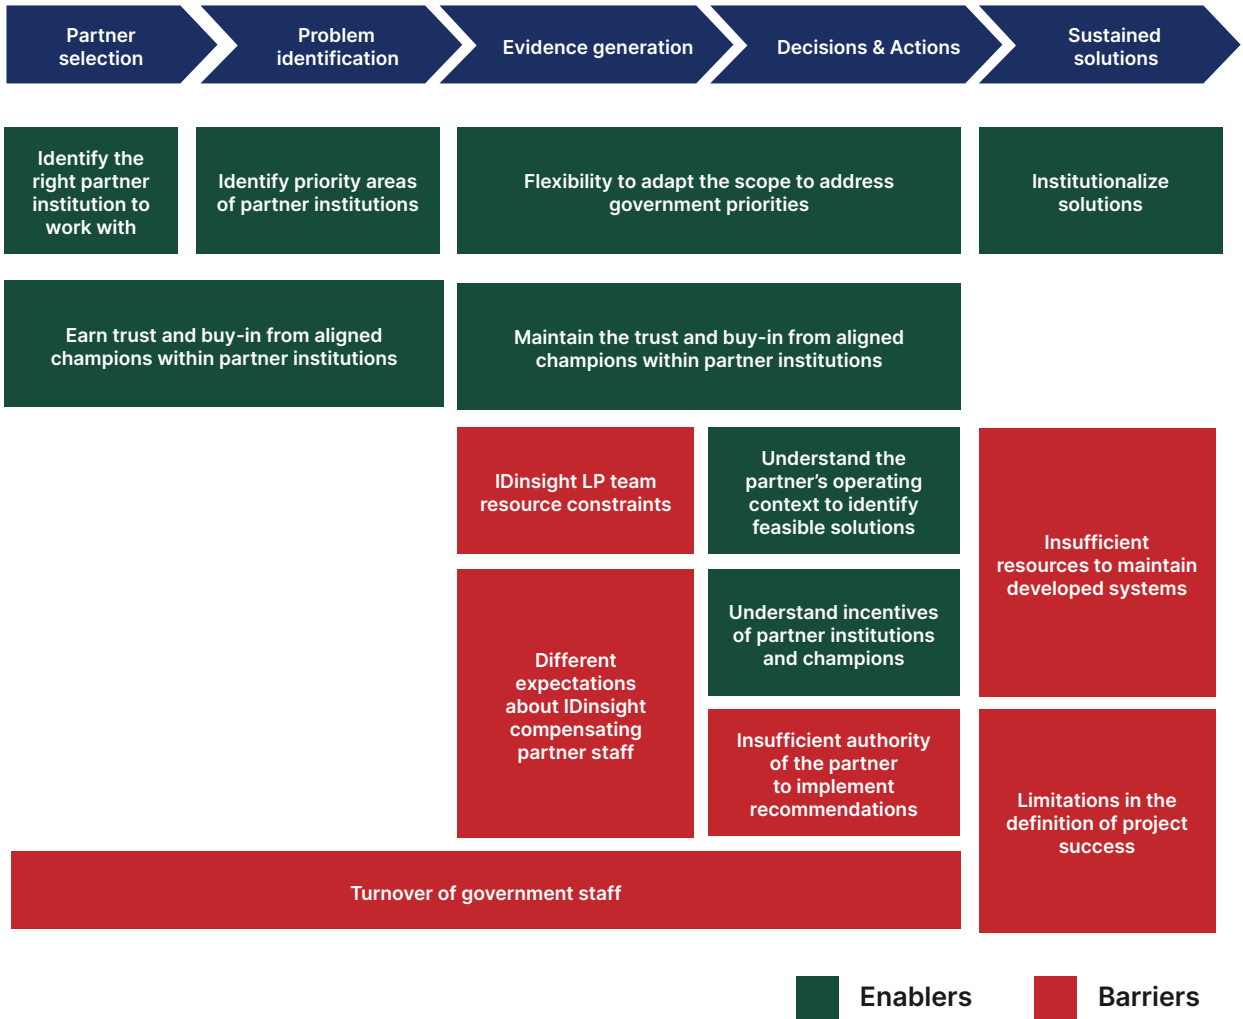 Partner
selection
Problem
identification
Evidence generation
Decisions & Actions
Sustained
solutions
Identify the
right partner
institution to
work with
Identify priority areas
of partner institutions
Flexibility to adapt the scope to address
government priorities
Institutionalize
solutions
Earn trust and buy-in from aligned
champions within partner institutions
Maintain the trust and buy-in from aligned
champions within partner institutions
IDinsight LP team
resource constraints
Understand the
partner’s operating
context to identify
feasible solutions
Insufficient
resources to maintain
developed systems
Different
expectations
about IDinsight
compensating
partner staff
Understand incentives
of partner institutions
and champions
Insufficient authority
of the partner
to implement
recommendations
Limitations in the
definition of project
success
Turnover of government staff
Enablers
Barriers